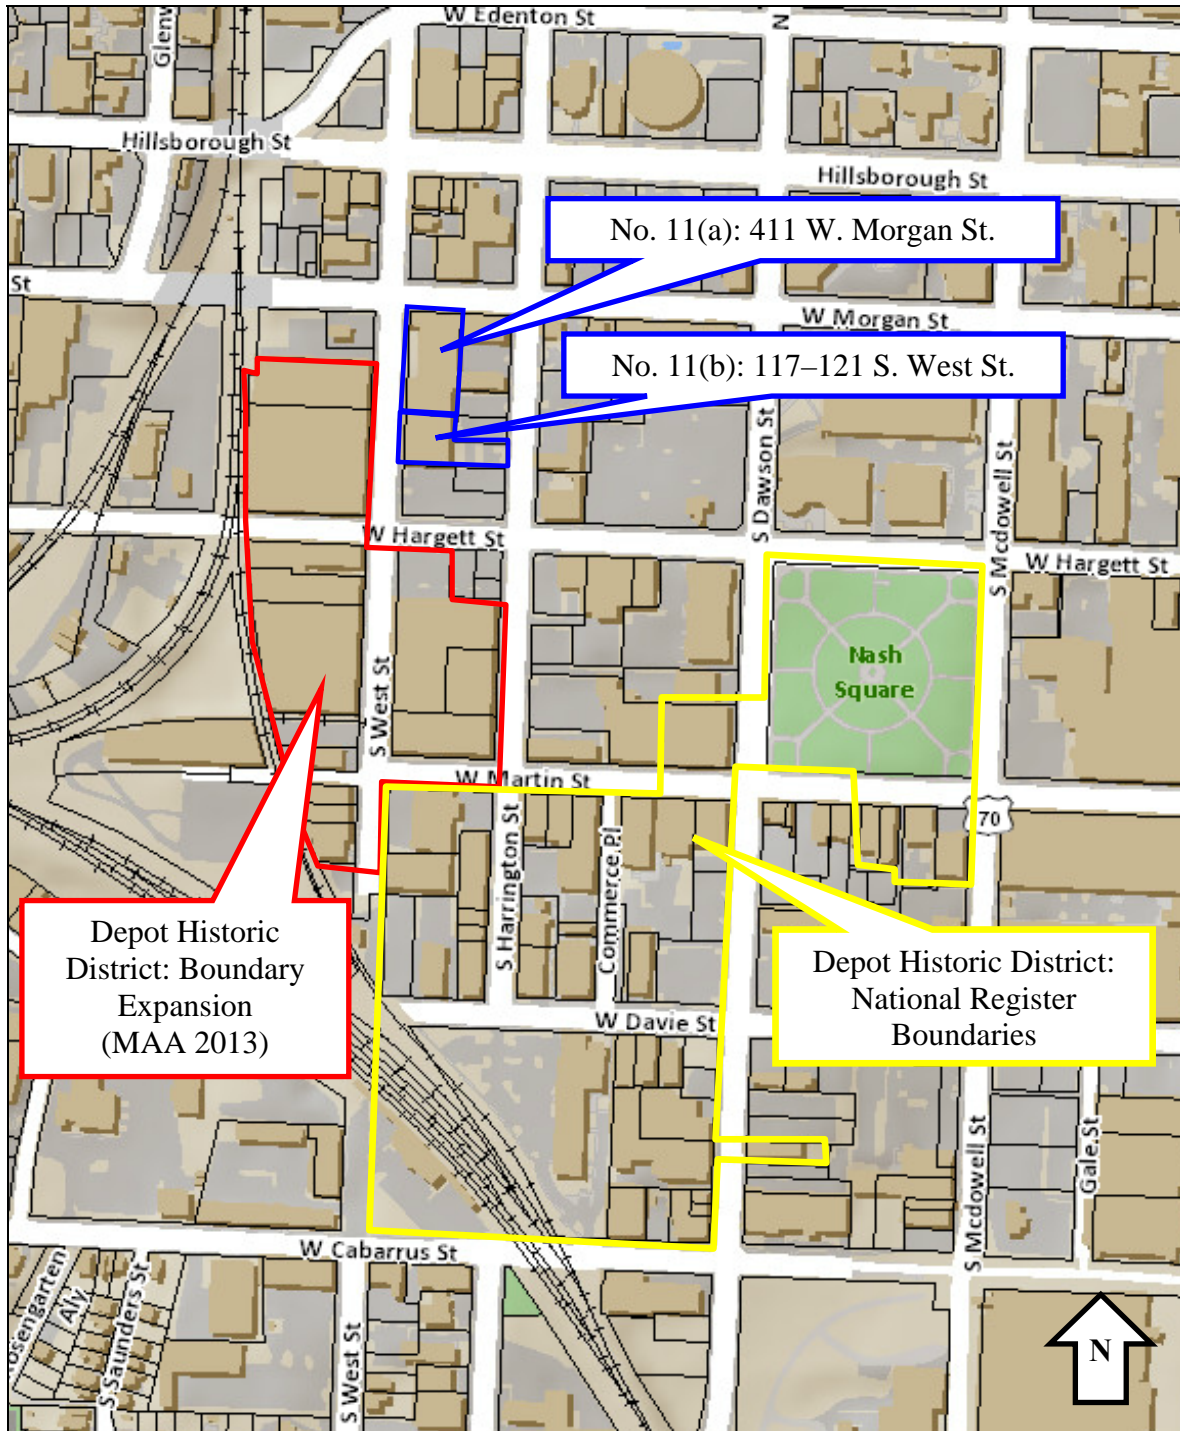 W Edenton St
Glenw
N
Hillsborough St
Hillsborough St
No. 11(a): 411 W. Morgan St.
St
W Morgan St
No. 11(b): 117–121 S. West St.
S Dawson St
S Mcdowell St
W Hargett St
W Hargett St
Nash
Square
S West St
W Martin St
70
S Harrington St
Commerce Pl
Depot Historic
District: Boundary
Expansion
(MAA 2013)
Depot Historic District:
National Register
Boundaries
W Davie St
S Mcdowell St
Gale St
W Cabarrus St
osengarten
Aly
S Saunders St
S West St
N